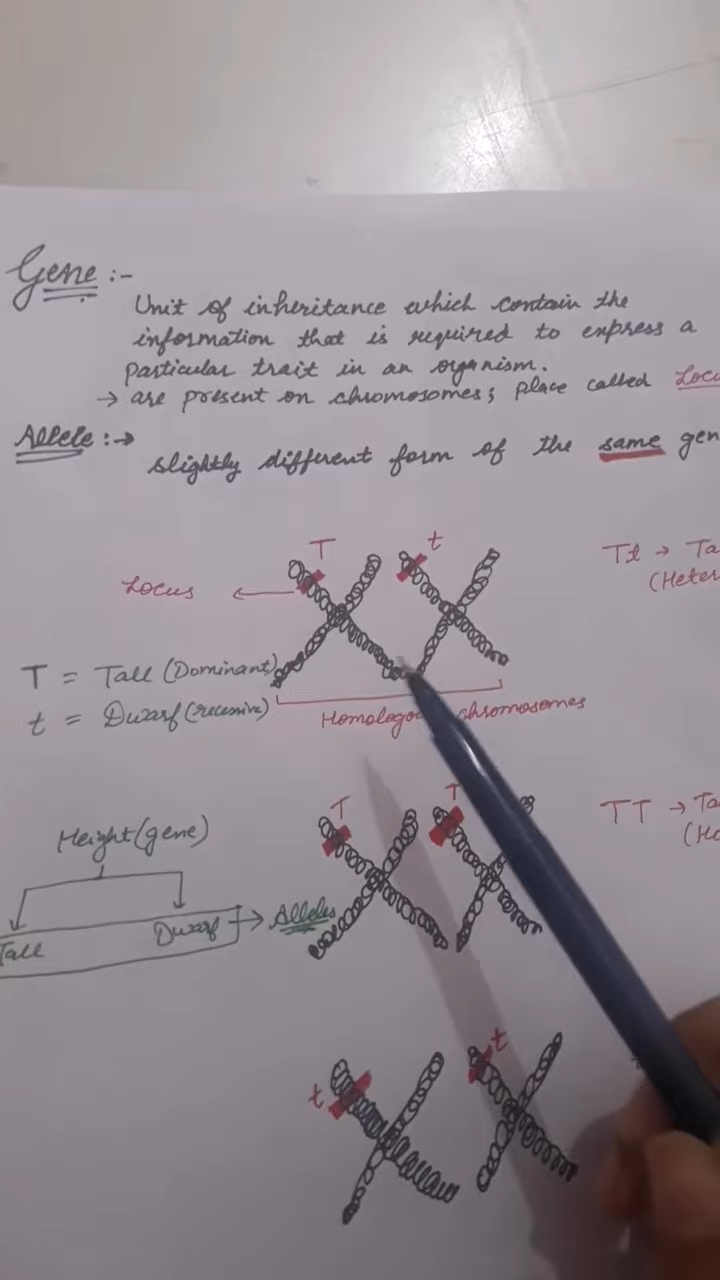 Gene :-
Unit of inheritance which contain the
information that is required to express a
particular trait in an organism.
→ are present on chromosomes; place called
Allele :→
slightly different form of the same
T t
Locus ←
Tt →
T = Tall (Dominant)
t = Dwarf (recessive)
chromosomes
T T
TT →
Height (gene)
Tall Dwarf → Alleles
t t